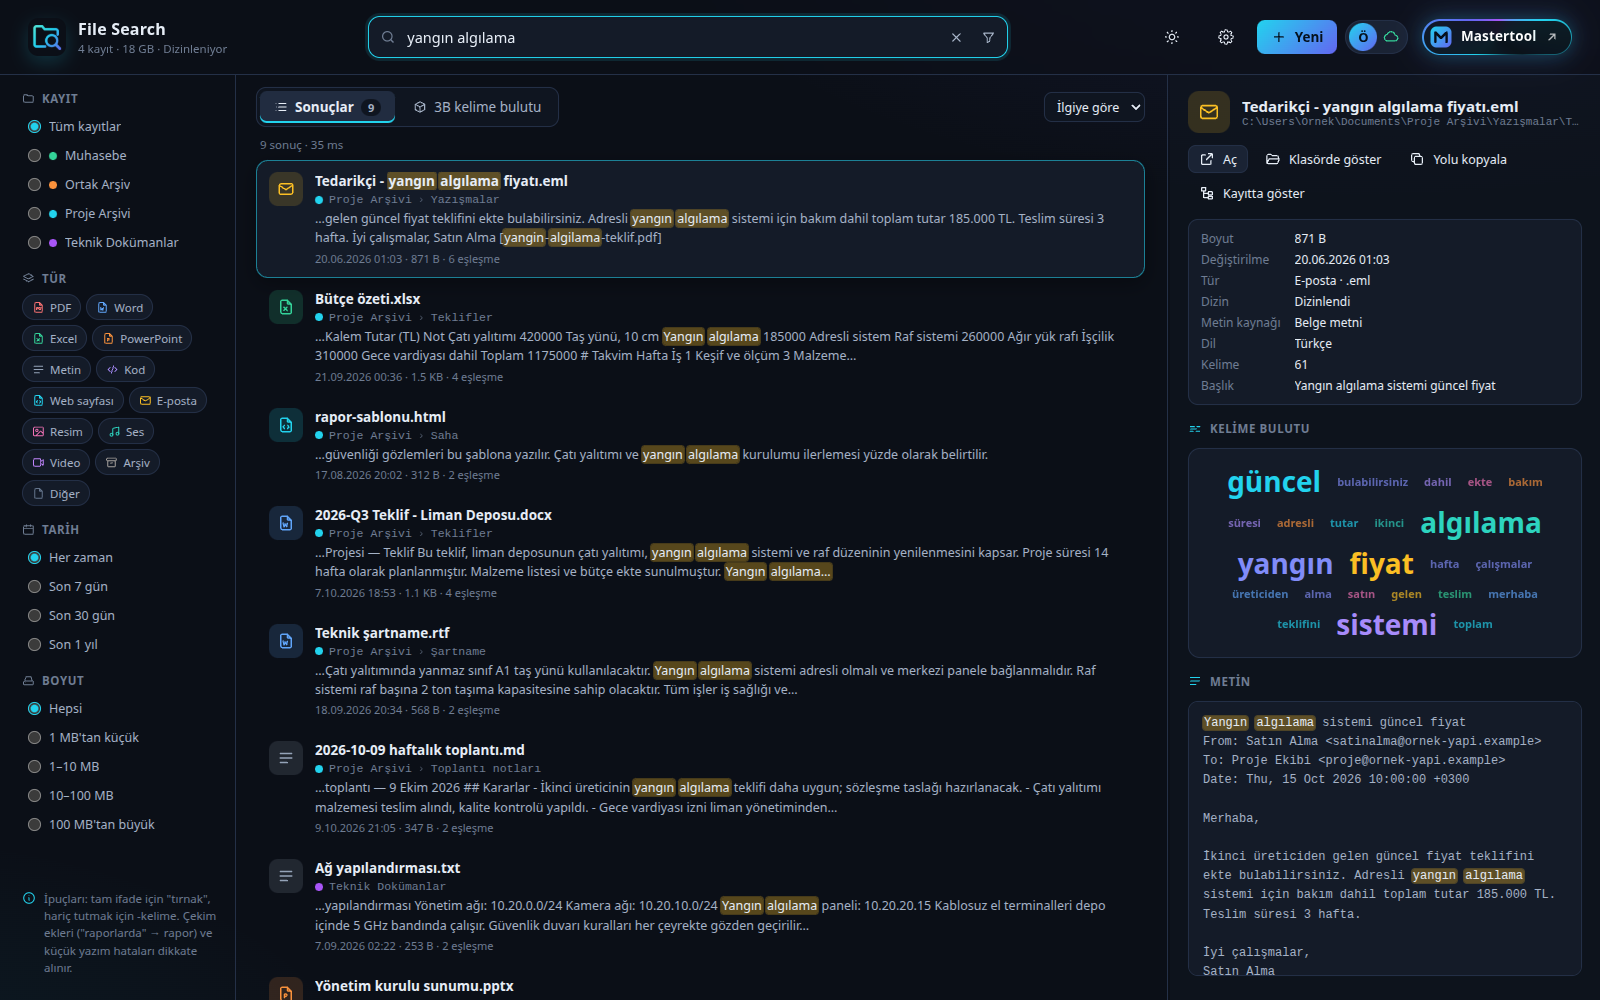 File Search
4 kayıt · 18 GB · Dizinleniyor
yangın algılama
Yeni
Ö
Mastertool
KAYIT
Tüm kayıtlar
Muhasebe
Ortak Arşiv
Proje Arşivi
Teknik Dokümanlar
TÜR
PDF
Word
Excel
PowerPoint
Metin
Kod
Web sayfası
E-posta
Resim
Ses
Video
Arşiv
Diğer
TARİH
Her zaman
Son 7 gün
Son 30 gün
Son 1 yıl
BOYUT
Hepsi
1 MB'tan küçük
1–10 MB
10–100 MB
100 MB'tan büyük
İpuçları: tam ifade için "tırnak",
hariç tutmak için -kelime. Çekim
ekleri ("raporlarda" → rapor) ve
küçük yazım hataları dikkate
alınır.
Sonuçlar 9
3B kelime bulutu
İlgiye göre
9 sonuç · 35 ms
Tedarikçi - yangın algılama fiyatı.eml
Proje Arşivi › Yazışmalar
…gelen güncel fiyat teklifini ekte bulabilirsiniz. Adresli yangın algılama sistemi için bakım dahil toplam tutar 185.000 TL. Teslim süresi 3
hafta. İyi çalışmalar, Satın Alma [yangin-algilama-teklif.pdf]
20.06.2026 01:03 · 871 B · 6 eşleşme
Bütçe özeti.xlsx
Proje Arşivi › Teklifler
…Kalem Tutar (TL) Not Çatı yalıtımı 420000 Taş yünü, 10 cm Yangın algılama 185000 Adresli sistem Raf sistemi 260000 Ağır yük rafı İşçilik
310000 Gece vardiyası dahil Toplam 1175000 # Takvim Hafta İş 1 Keşif ve ölçüm 3 Malzeme…
21.09.2026 00:36 · 1.5 KB · 4 eşleşme
rapor-sablonu.html
Proje Arşivi › Saha
…güvenliği gözlemleri bu şablona yazılır. Çatı yalıtımı ve yangın algılama kurulumu ilerlemesi yüzde olarak belirtilir.
17.08.2026 20:02 · 312 B · 2 eşleşme
2026-Q3 Teklif - Liman Deposu.docx
Proje Arşivi › Teklifler
…Projesi — Teklif Bu teklif, liman deposunun çatı yalıtımı, yangın algılama sistemi ve raf düzeninin yenilenmesini kapsar. Proje süresi 14
hafta olarak planlanmıştır. Malzeme listesi ve bütçe ekte sunulmuştur. Yangın algılama…
7.10.2026 18:53 · 1.1 KB · 4 eşleşme
Teknik şartname.rtf
Proje Arşivi › Şartname
…Çatı yalıtımında yanmaz sınıf A1 taş yünü kullanılacaktır. Yangın algılama sistemi adresli olmalı ve merkezi panele bağlanmalıdır. Raf
sistemi raf başına 2 ton taşıma kapasitesine sahip olacaktır. Tüm işler iş sağlığı ve…
18.09.2026 20:34 · 568 B · 2 eşleşme
2026-10-09 haftalık toplantı.md
Proje Arşivi › Toplantı notları
…toplantı — 9 Ekim 2026 ## Kararlar - İkinci üreticinin yangın algılama teklifi daha uygun; sözleşme taslağı hazırlanacak. - Çatı yalıtımı
malzemesi teslim alındı, kalite kontrolü yapıldı. - Gece vardiyası izni liman yönetiminden…
9.10.2026 21:05 · 347 B · 2 eşleşme
Ağ yapılandırması.txt
Teknik Dokümanlar
…yapılandırması Yönetim ağı: 10.20.0.0/24 Kamera ağı: 10.20.10.0/24 Yangın algılama paneli: 10.20.20.15 Kablosuz el terminalleri depo
içinde 5 GHz bandında çalışır. Güvenlik duvarı kuralları her çeyrekte gözden geçirilir…
7.09.2026 02:22 · 253 B · 2 eşleşme
Yönetim kurulu sunumu.pptx
Tedarikçi - yangın algılama fiyatı.eml
C:\Users\Ornek\Documents\Proje Arşivi\Yazışmalar\T…
Aç
Klasörde göster
Yolu kopyala
Kayıtta göster
Boyut 871 B
Değiştirilme 20.06.2026 01:03
Tür E-posta · .eml
Dizin Dizinlendi
Metin kaynağı Belge metni
Dil Türkçe
Kelime 61
Başlık Yangın algılama sistemi güncel fiyat
KELİME BULUTU
güncel bulabilirsiniz dahil ekte bakım
süresi adresli tutar ikinci algılama
yangın fiyat hafta çalışmalar
üreticiden alma satın gelen teslim merhaba
teklifini sistemi toplam
METİN
Yangın algılama sistemi güncel fiyat
From: Satın Alma <satinalma@ornek-yapi.example>
To: Proje Ekibi <proje@ornek-yapi.example>
Date: Thu, 15 Oct 2026 10:00:00 +0300
Merhaba,
İkinci üreticiden gelen güncel fiyat teklifini
ekte bulabilirsiniz. Adresli yangın algılama
sistemi için bakım dahil toplam tutar 185.000 TL.
Teslim süresi 3 hafta.
İyi çalışmalar,
Satın Alma